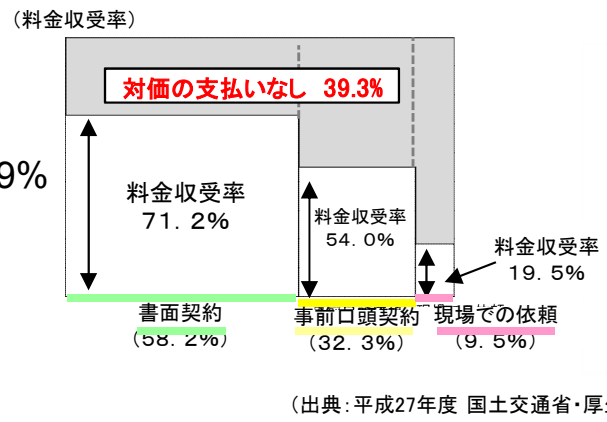 （料金収受率）
対価の支払いなし 39.3%
9%
料金収受率
71.2%
料金収受率
54.0%
料金収受率
19.5%
書面契約
事前口頭契約
現場での依頼
（58.2%）
（32.3%）
（9.5%）
（出典：平成27年度 国土交通省・厚